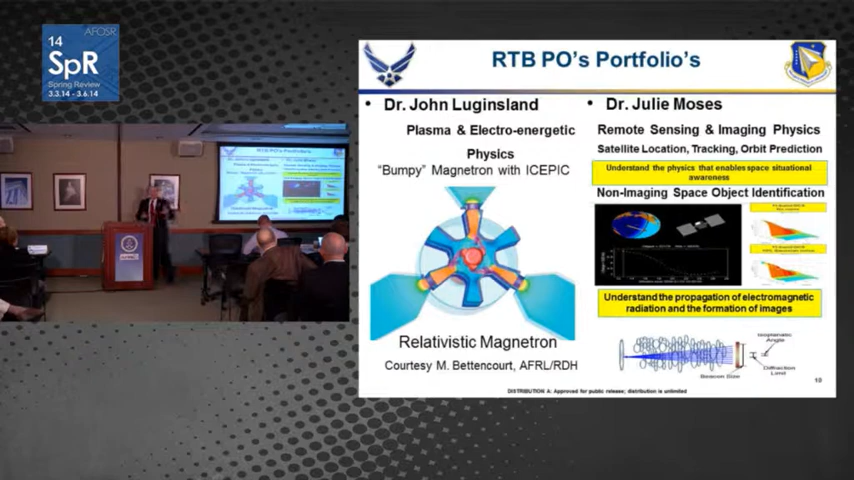 AFOSR
14
SpR
Spring Review
3.3.14 - 3.6.14
RTB PO's Portfolio's
• Dr. John Luginsland
Plasma & Electro-energetic
Physics
"Bumpy" Magnetron with ICEPIC
Relativistic Magnetron
Courtesy M. Bettencourt, AFRL/RDH
• Dr. Julie Moses
Remote Sensing & Imaging Physics
Satellite Location, Tracking, Orbit Prediction
Understand the physics that enables space situational
awareness
Non-Imaging Space Object Identification
Understand the propagation of electromagnetic
radiation and the formation of images
Isoplanatic
Angle
Diffraction
Limit
Beacon Size
DISTRIBUTION A: Approved for public release; distribution is unlimited
10